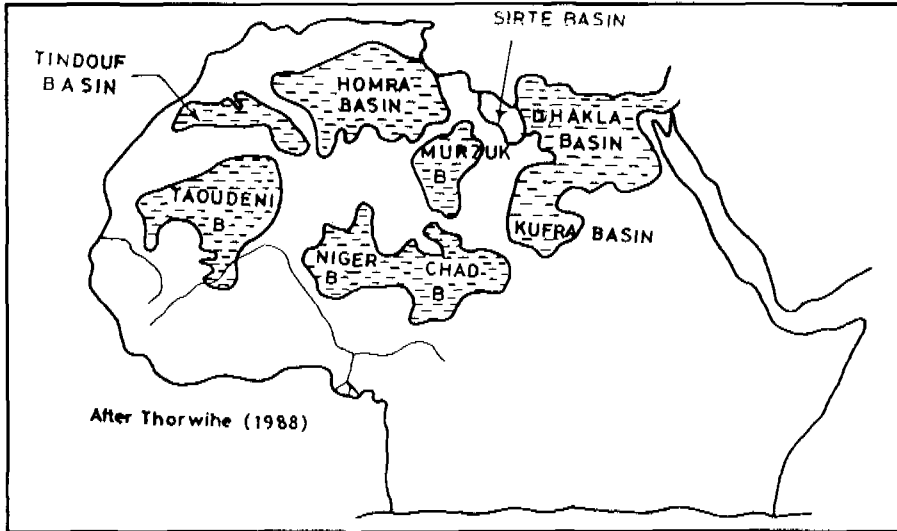 SIRTE BASIN
TINDOUF
BASIN
HOMRA
BASIN
DHAKLA-
BASIN
MURZUK
B
TAOUDENI
B
KUFRA BASIN
NIGER
B
CHAD
B
After Thorwihe (1988)